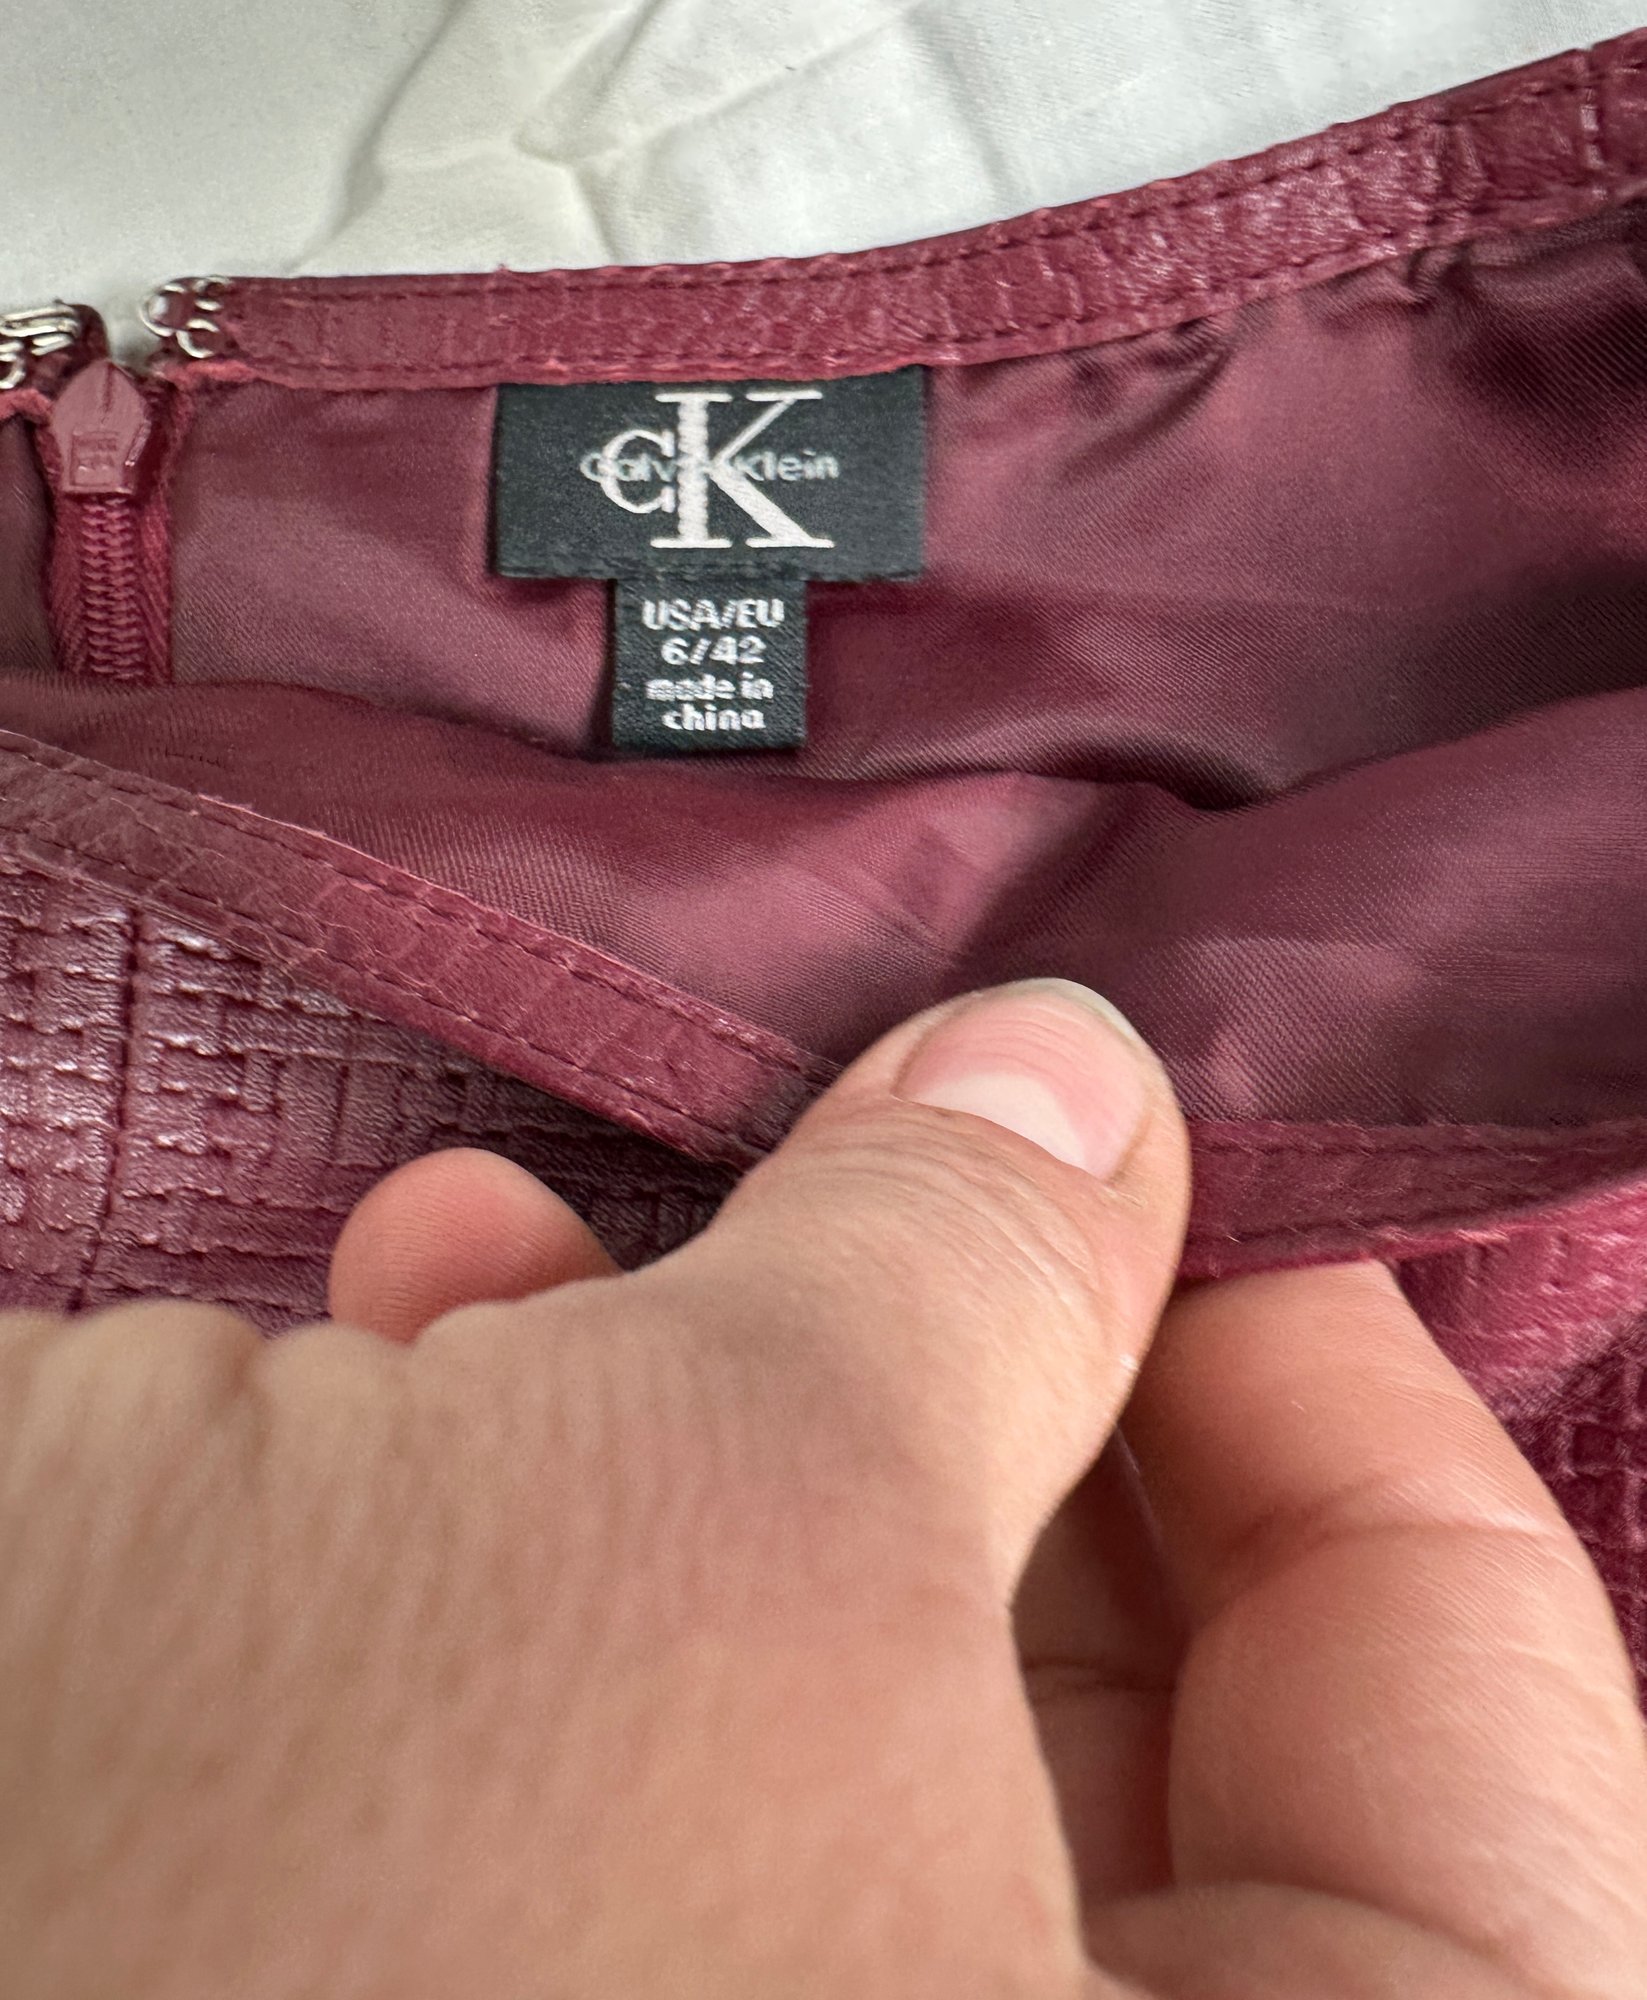 CK
Calvin Klein
USA/EU
6/42
made in
china